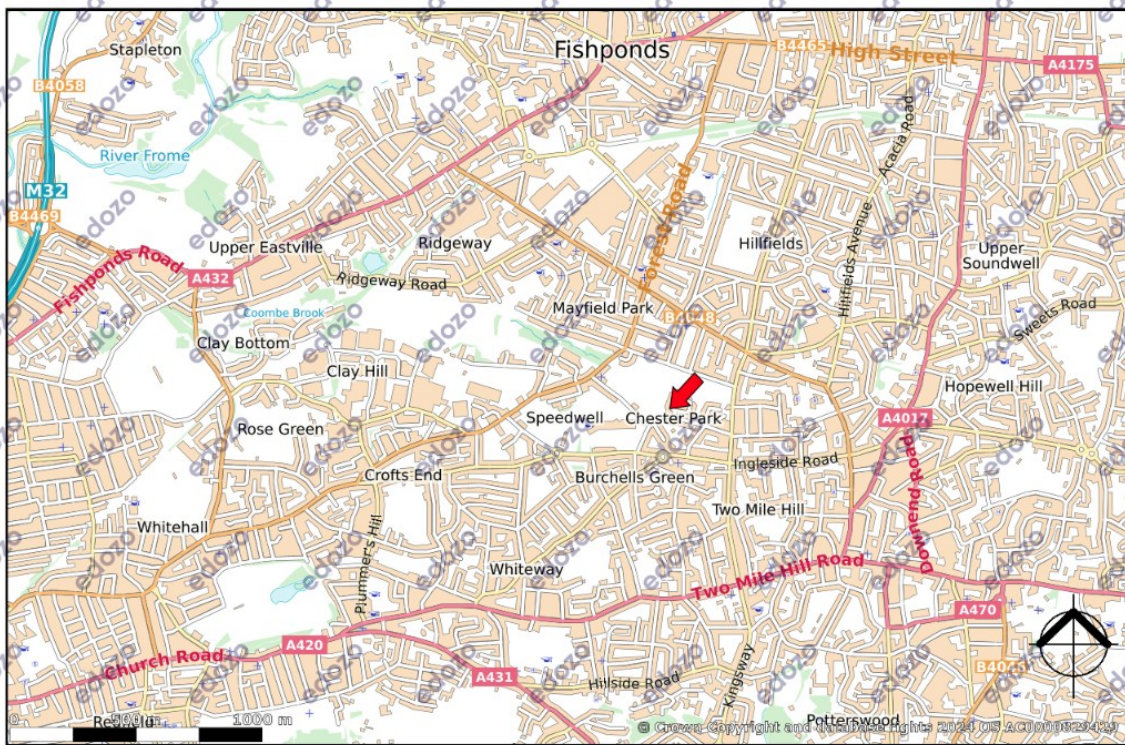 Stapleton
Fishponds
B4465
High Street
A4175
B4058
River Frome
M32
B4469
Acacia Road
Forest Road
Upper Eastville
Ridgeway
Hillfields
Hillfields Avenue
Upper
Soundwell
Fishponds Road
A432
Ridgeway Road
Coombe Brook
Mayfield Park
B4048
Sweets Road
Clay Bottom
Clay Hill
Hopewell Hill
Rose Green
Speedwell
Chester Park
A4017
Ingleside Road
Downend Road
Crofts End
Burchells Green
Two Mile Hill
Whitehall
Plummer's Hill
Whiteway
Two Mile Hill Road
A470
Church Road
A420
A431
Hillside Road
Kingsway
Redfield
Potterswood
0
500 m
1000 m
© Crown Copyright and database rights 2024 OS AC0000829429
edozo